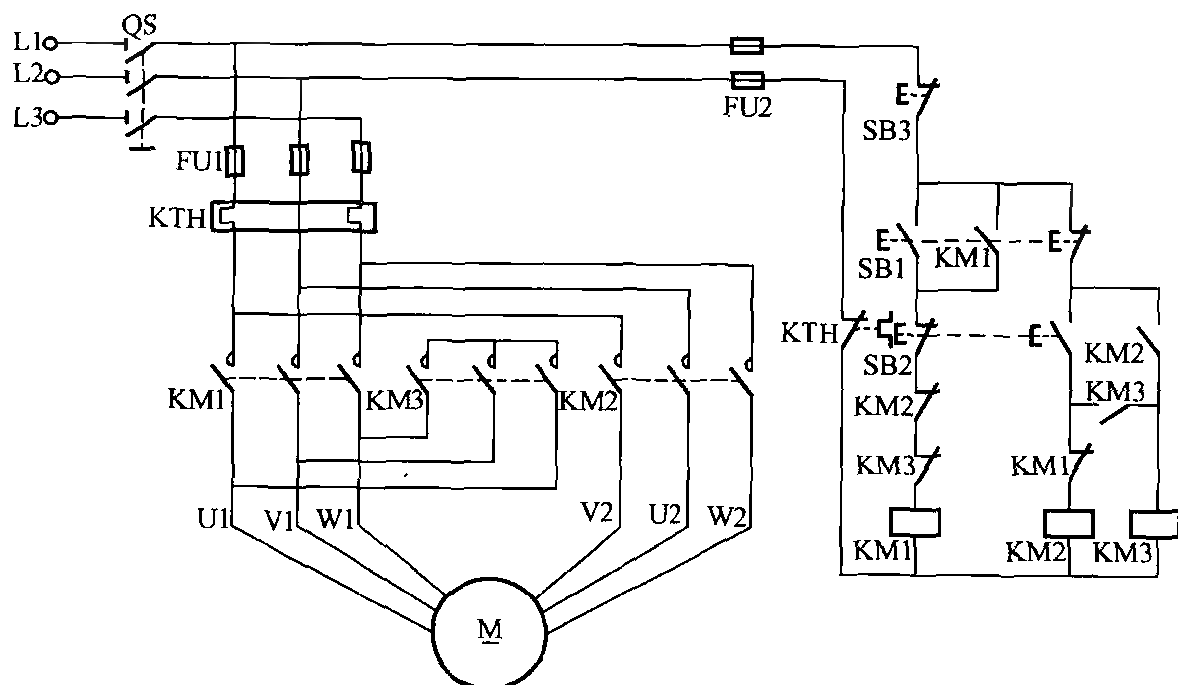 QS
L1
L2
L3
FU2
SB3
FU1
KTH
SB1
KM1
KTH
SB2
KM2
KM3
KM1
KM3
KM2
KM2
KM3
KM1
U1
V1
W1
V2
U2
W2
KM1
KM2
KM3
M